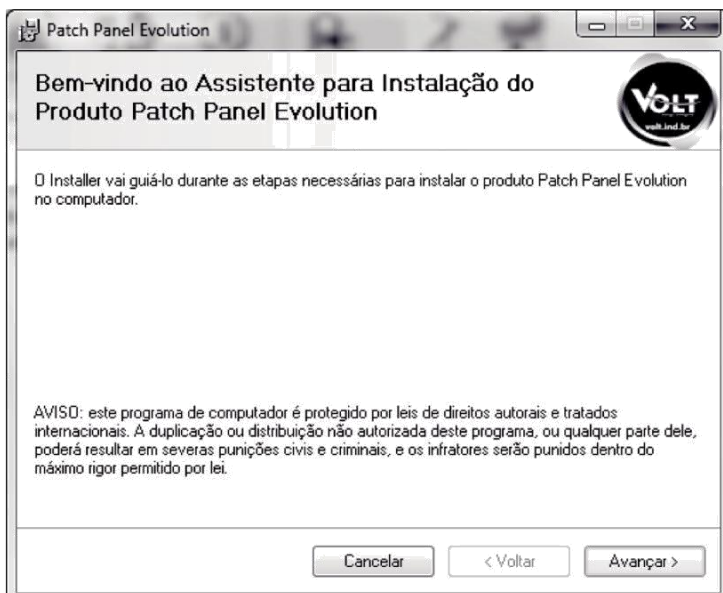 Patch Panel Evolution
Bem-vindo ao Assistente para Instalação do
Produto Patch Panel Evolution
VOLT
volt.ind.br
O Installer vai guiá-lo durante as etapas necessárias para instalar o produto Patch Panel Evolution
no computador.
AVISO: este programa de computador é protegido por leis de direitos autorais e tratados
internacionais. A duplicação ou distribuição não autorizada deste programa, ou qualquer parte dele,
poderá resultar em severas punições civis e criminais, e os infratores serão punidos dentro do
máximo rigor permitido por lei.
Cancelar
< Voltar
Avançar >